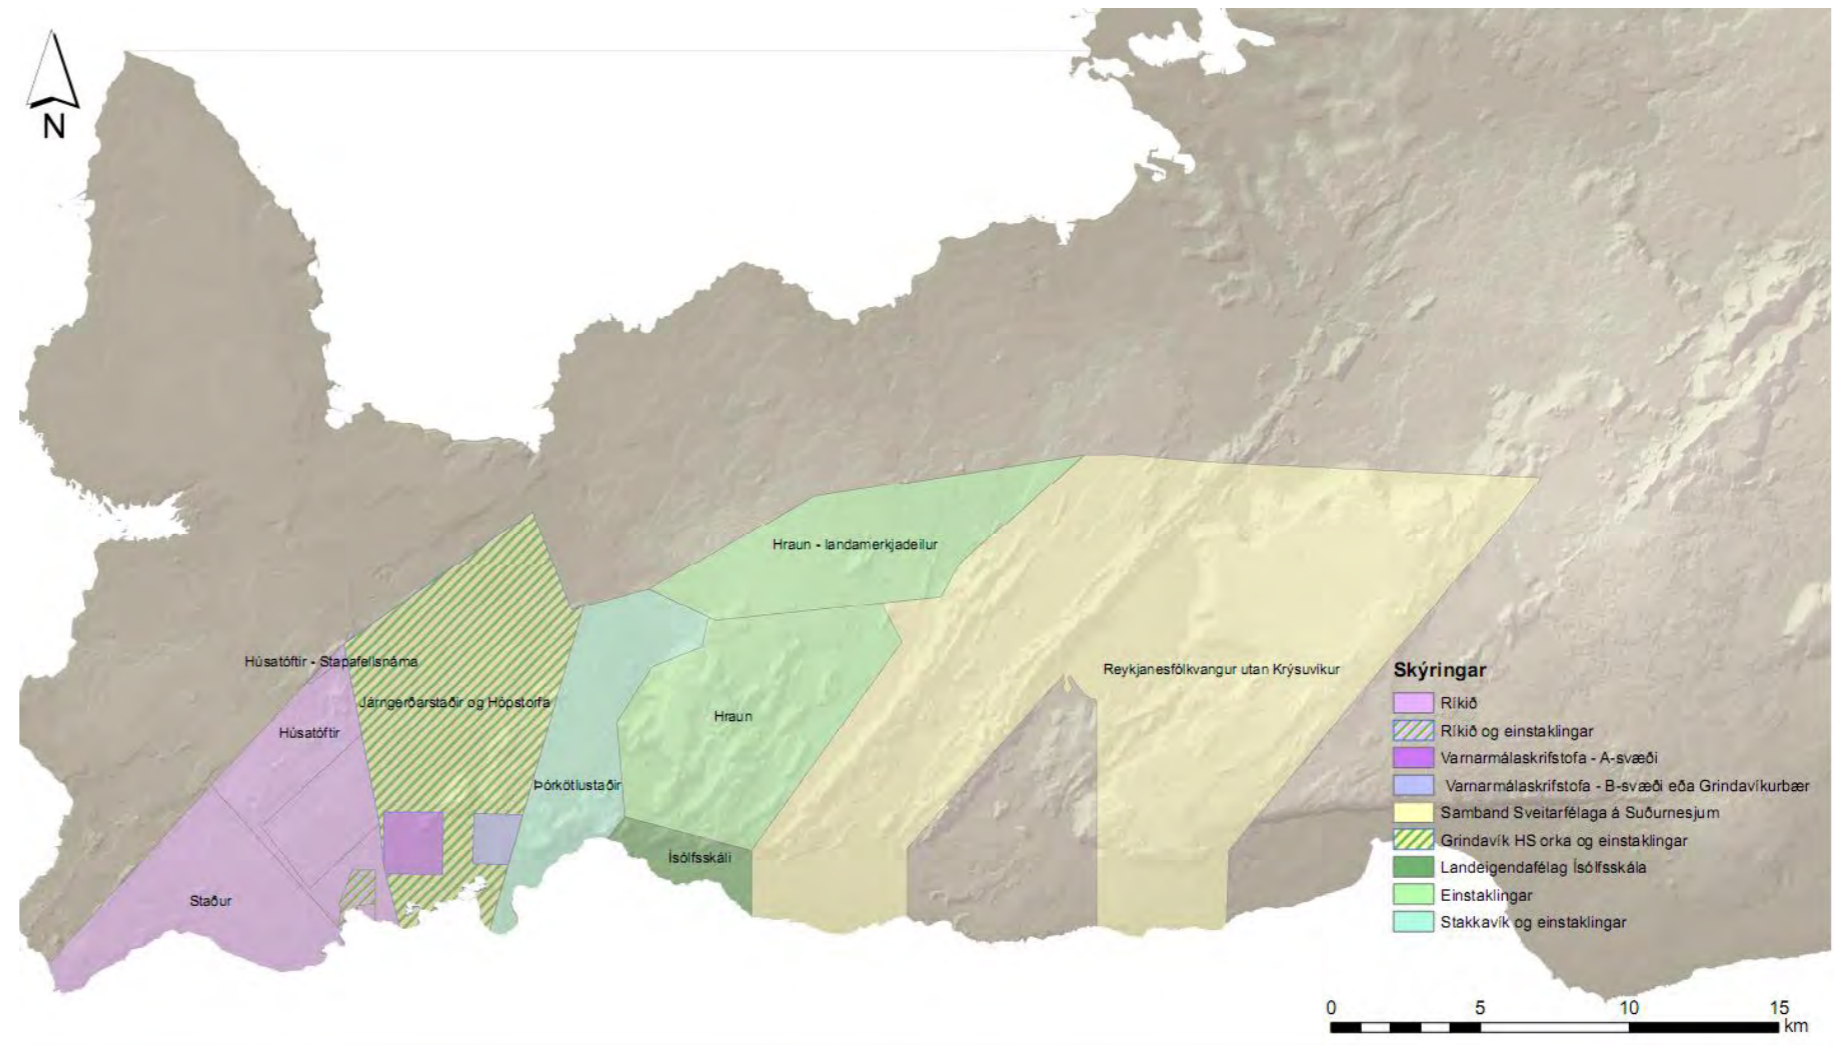 N
Hraun - landamerkjadeilur
Húsatóftir - Stapafellsnáma
Reykjanesfólkvangur utan Krýsuvíkur
Járngerðarstaðir og Hópstorfa
Hraun
Húsatóftir
Þórkötlustaðir
Ísólfsskáli
Staður
Skýringar
Ríkið
Ríkið og einstaklingar
Varnarmálaskrifstofa - A-svæði
Varnarmálaskrifstofa - B-svæði eða Grindavíkurbær
Samband Sveitarfélaga á Suðurnesjum
Grindavík HS orka og einstaklingar
Landeigendafélag Ísólfsskála
Einstaklingar
Stakkavík og einstaklingar
0 5 10 15
km